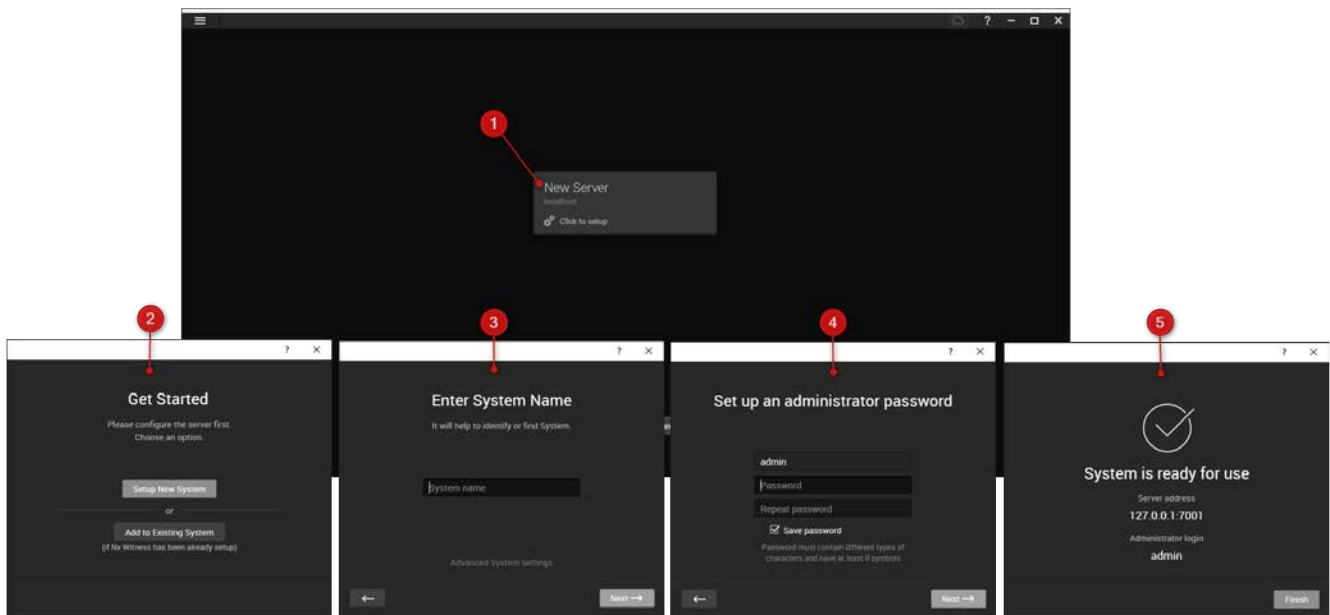 ?
1
New Server
localhost
Click to setup
2
3
4
5
?
Get Started
Please configure the server first.
Choose an option.
Setup New System
or
Add to Existing System
(If Nx Witness has been already setup)
?
Enter System Name
It will help to identify or find System.
System name
Advanced System settings
Next
?
Set up an administrator password
admin
Password
Repeat password
Save password
Password must contain different types of
characters and have at least 8 symbols
Next
?
System is ready for use
Server address
127.0.0.1:7001
Administrator login
admin
Finish